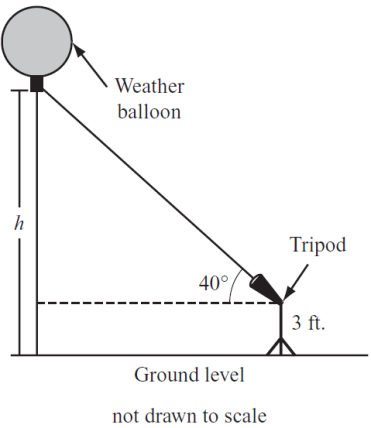 Weather
balloon
h
Tripod
40°
3 ft.
Ground level
not drawn to scale